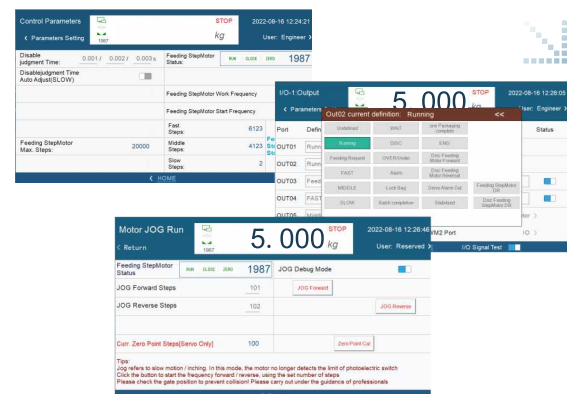 Control Parameters
STOP
2022-08-16 12:24:21
< Parameters Setting
1987
kg
User: Engineer >
Disable judgment Time:
0.001 / 0.002 / 0.003 s
Feeding StepMotor Status:
RUN CLOSE ZERO 1987
Disablejudgment Time Auto Adjust(SLOW)
Feeding StepMotor Work Frequency
Feeding StepMotor Start Frequency
Feeding StepMotor Max. Steps:
20000
Fast Steps:
6123
Middle Steps:
4123
Slow Steps:
2
< HOME
I/O-1:Output
5.000
STOP
kg
2022-08-16 12:28:05
User: Engineer >
Out02 current definition: Running
<<
Port
Status
Undefined
WAIT
complete
Running
DISC
ENG
Feeding Request
OVER/Under
Disc Feeding Motor Forward
FAST
Alarm
Disc Feeding Motor Reversal
MIDDLE
Lock Bag
Servo Alarm Out
Feeding StepMotor DR
SLOW
Batch completion
Stabilized
Disc Feeding StepMotor DR
OUT01
OUT02
OUT03
OUT04
FAST
OUT05
I/O Signal Test
Motor JOG Run
1987
5.000
STOP
kg
2022-08-16 12:26:46
< Return
User: Reserved >
Feeding StepMotor Status
RUN CLOSE ZERO 1987
JOG Debug Mode
JOG Forward Steps
101
JOG Forward
JOG Reverse Steps
102
JOG Reverse
Curr. Zero Point Steps[Servo Only]
100
Zero Point Cal
Tips:
Jog refers to slow motion / inching. In this mode, the motor no longer detects the limit of photoelectric switch
Click the button to start the frequency forward / reverse, using the set number of steps
Please check the gate position to prevent collision! Please carry out under the guidance of professionals